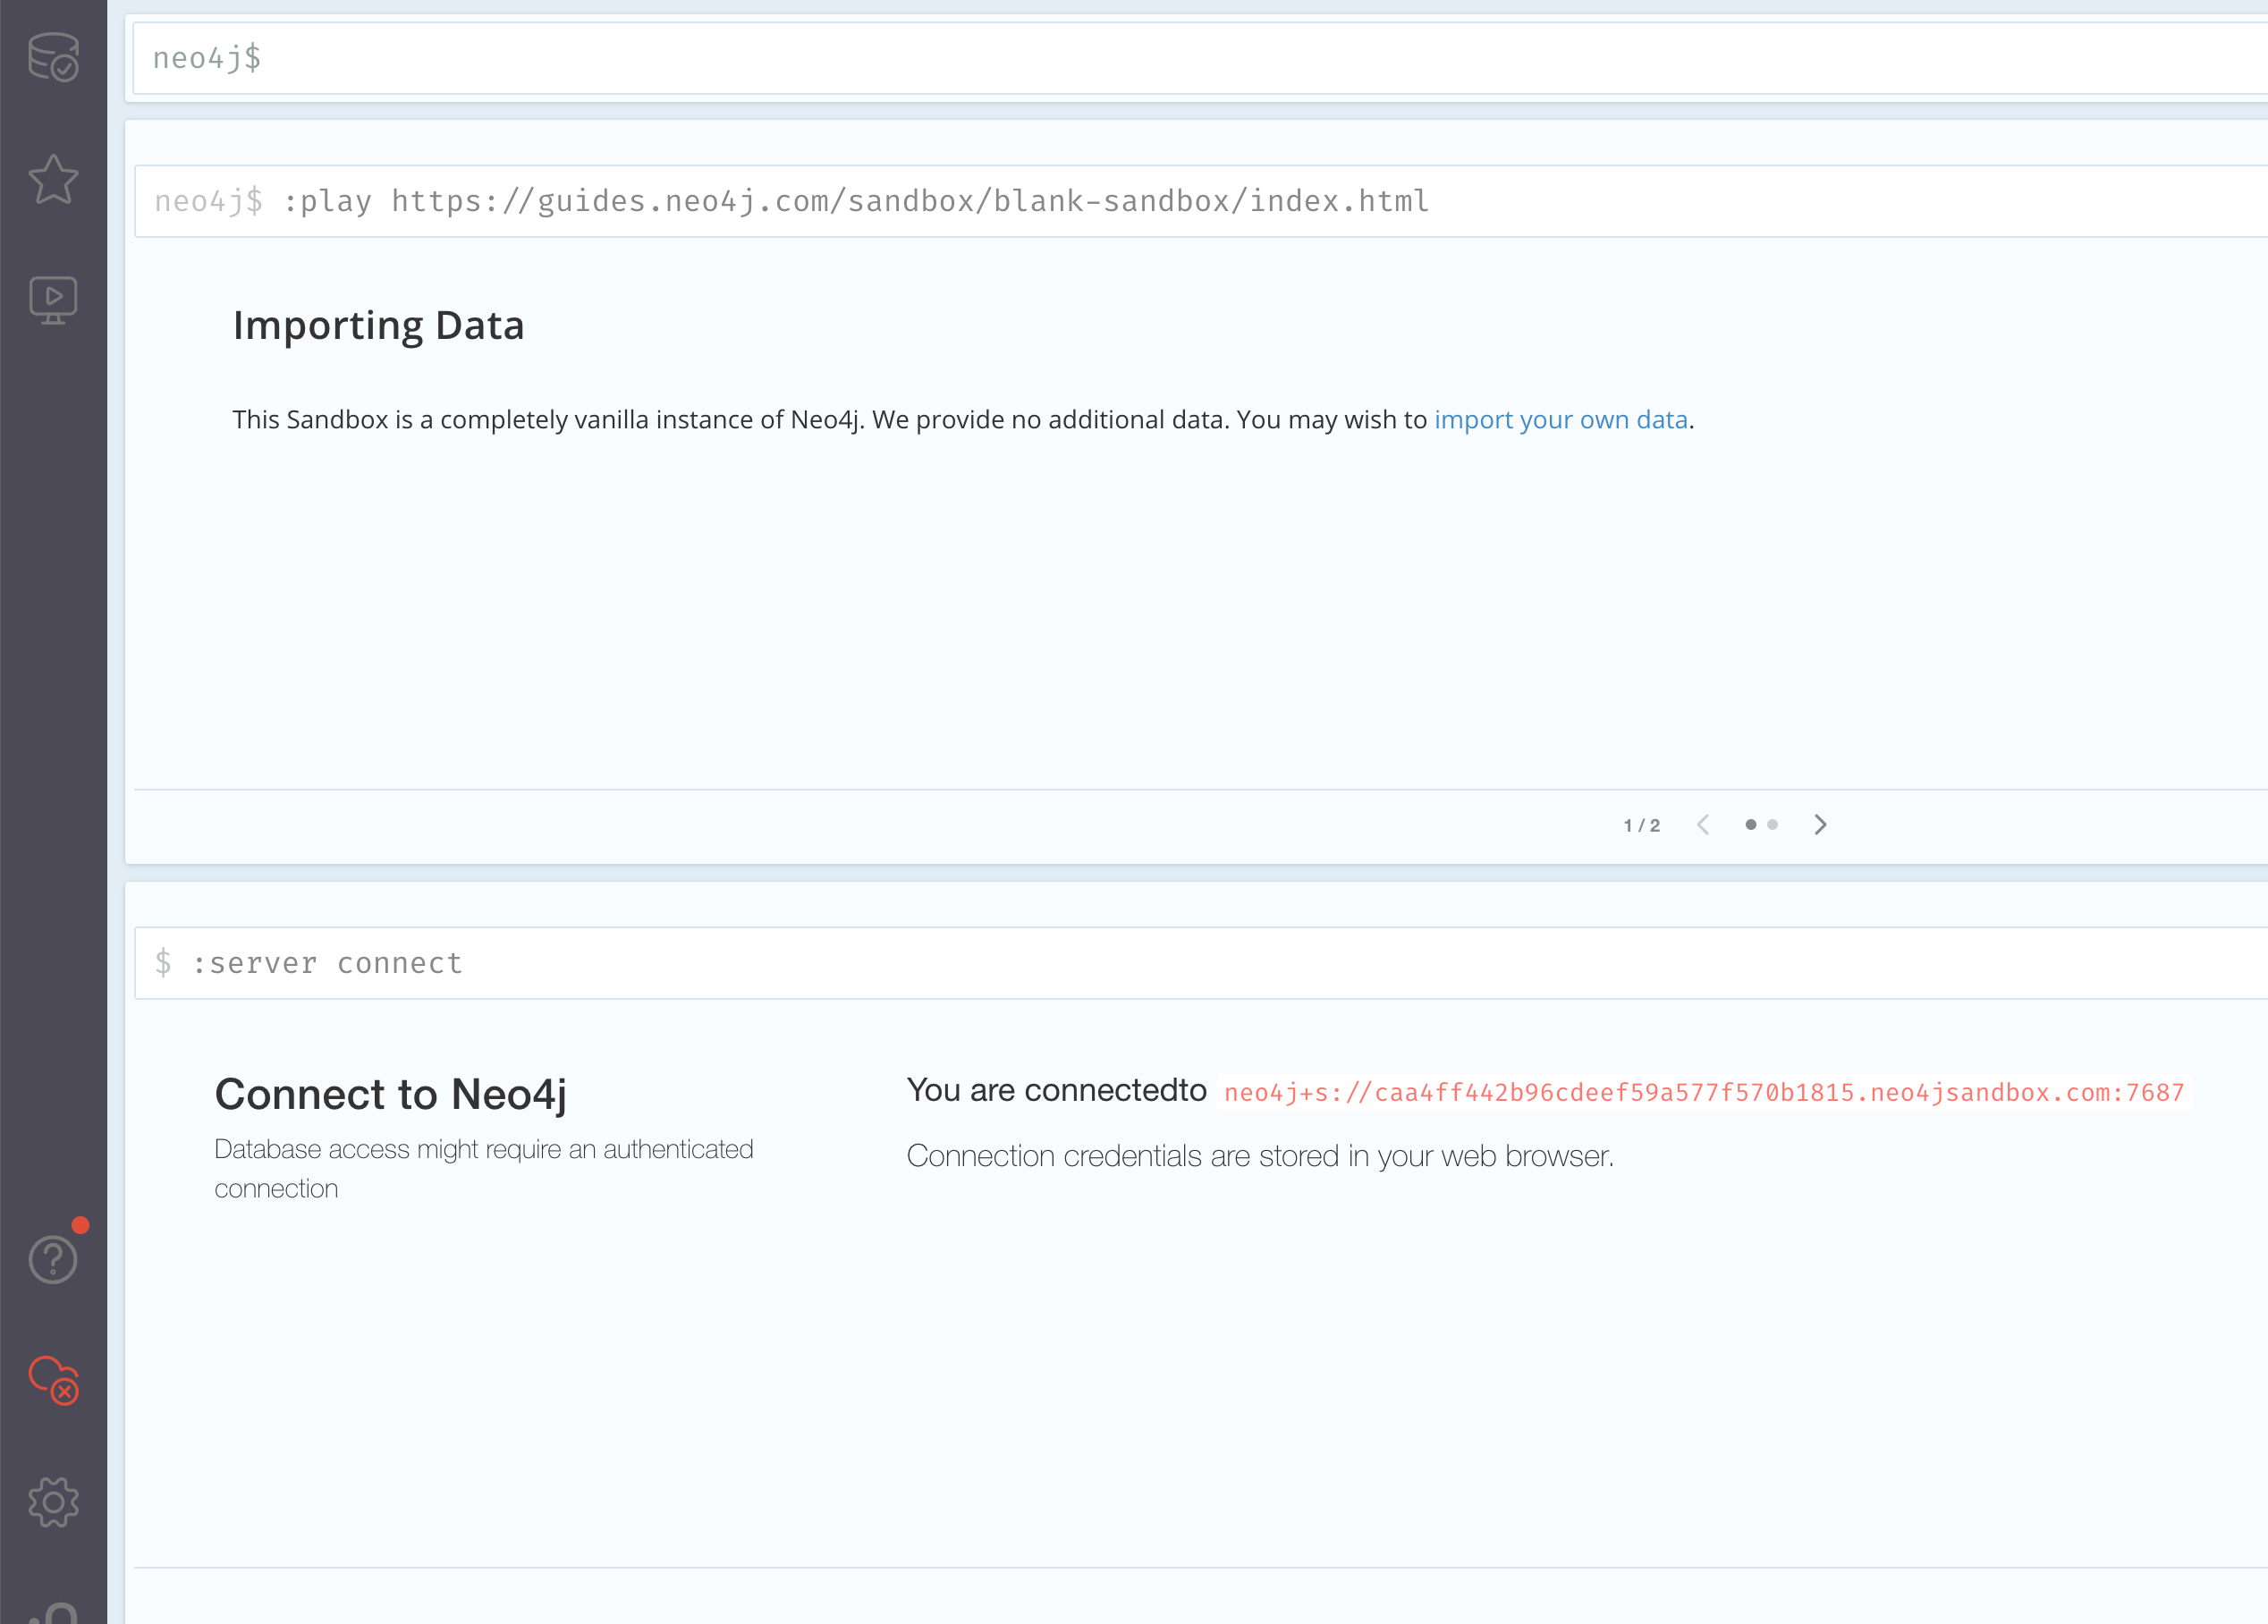 neo4j$
neo4j$ :play https://guides.neo4j.com/sandbox/blank-sandbox/index.html
Importing Data
This Sandbox is a completely vanilla instance of Neo4j. We provide no additional data. You may wish to import your own data.
1 / 2
$ :server connect
Connect to Neo4j
Database access might require an authenticated
connection
You are connectedto neo4j+s://caa4ff442b96cdeef59a577f570b1815.neo4jsandbox.com:7687
Connection credentials are stored in your web browser.